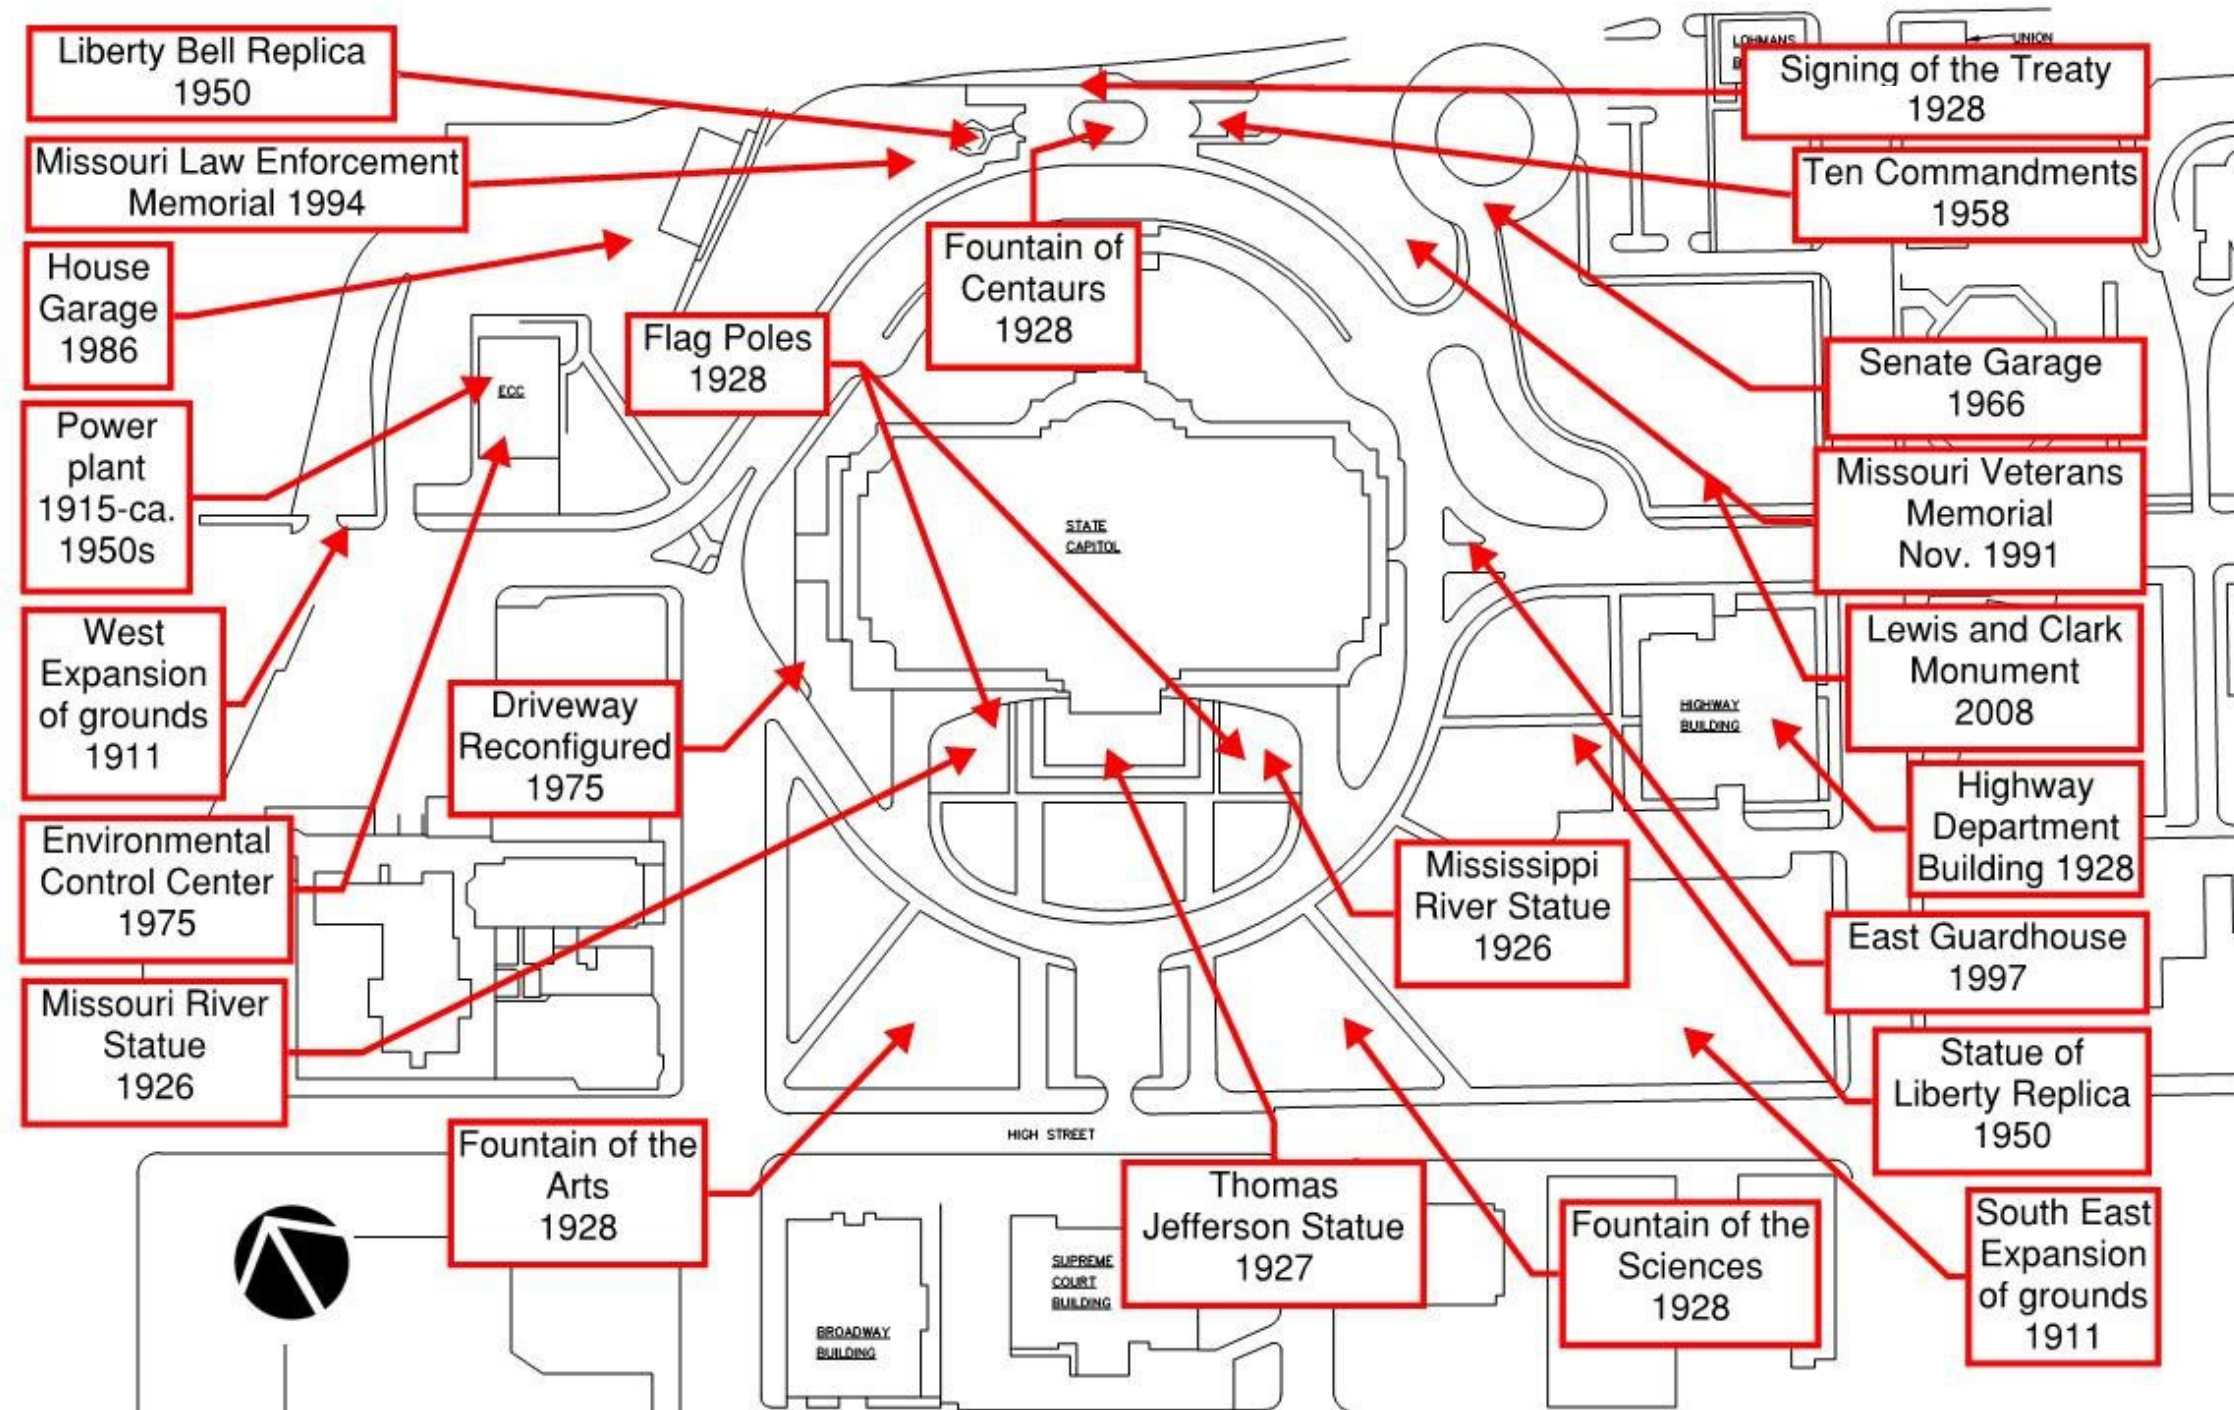 Liberty Bell Replica
1950
Missouri Law Enforcement
Memorial 1994
House
Garage
1986
Power
plant
1915-ca.
1950s
West
Expansion
of grounds
1911
Environmental
Control Center
1975
Missouri River
Statue
1926
Flag Poles
1928
Fountain of
Centaurs
1928
Driveway
Reconfigured
1975
Fountain of the
Arts
1928
Thomas
Jefferson Statue
1927
Mississippi
River Statue
1926
Fountain of the
Sciences
1928
Signing of the Treaty
1928
Ten Commandments
1958
Senate Garage
1966
Missouri Veterans
Memorial
Nov. 1991
Lewis and Clark
Monument
2008
Highway
Department
Building 1928
East Guardhouse
1997
Statue of
Liberty Replica
1950
South East
Expansion
of grounds
1911
LOHMANS
UNION
ECC
STATE
CAPITOL
HIGHWAY
BUILDING
HIGH STREET
BROADWAY
BUILDING
SUPREME
COURT
BUILDING